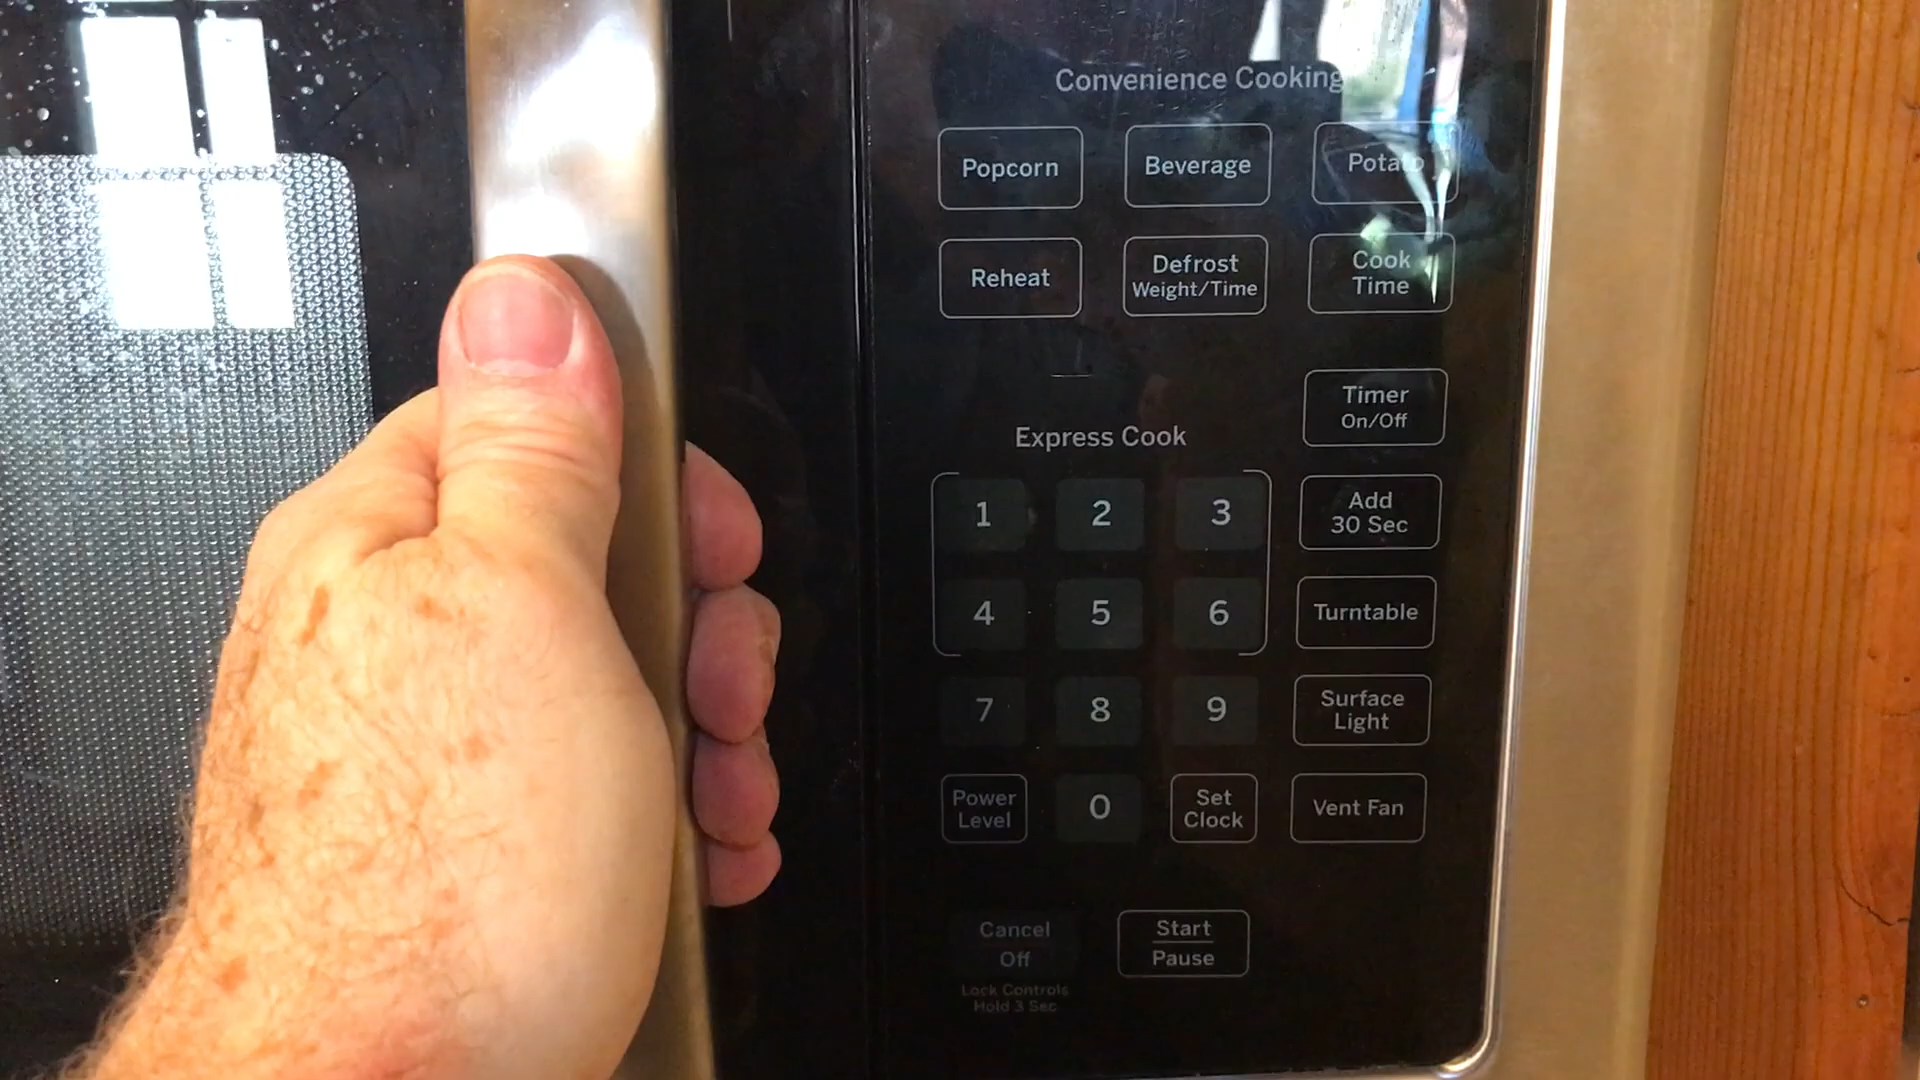 Convenience Cooking
Popcorn
Beverage
Potato
Reheat
Defrost
Weight/Time
Cook
Time
Timer
On/Off
Express Cook
1
2
3
Add
30 Sec
4
5
6
Turntable
7
8
9
Surface
Light
Power
Level
0
Set
Clock
Vent Fan
Cancel
Off
Lock Controls
Hold 3 Sec
Start
Pause